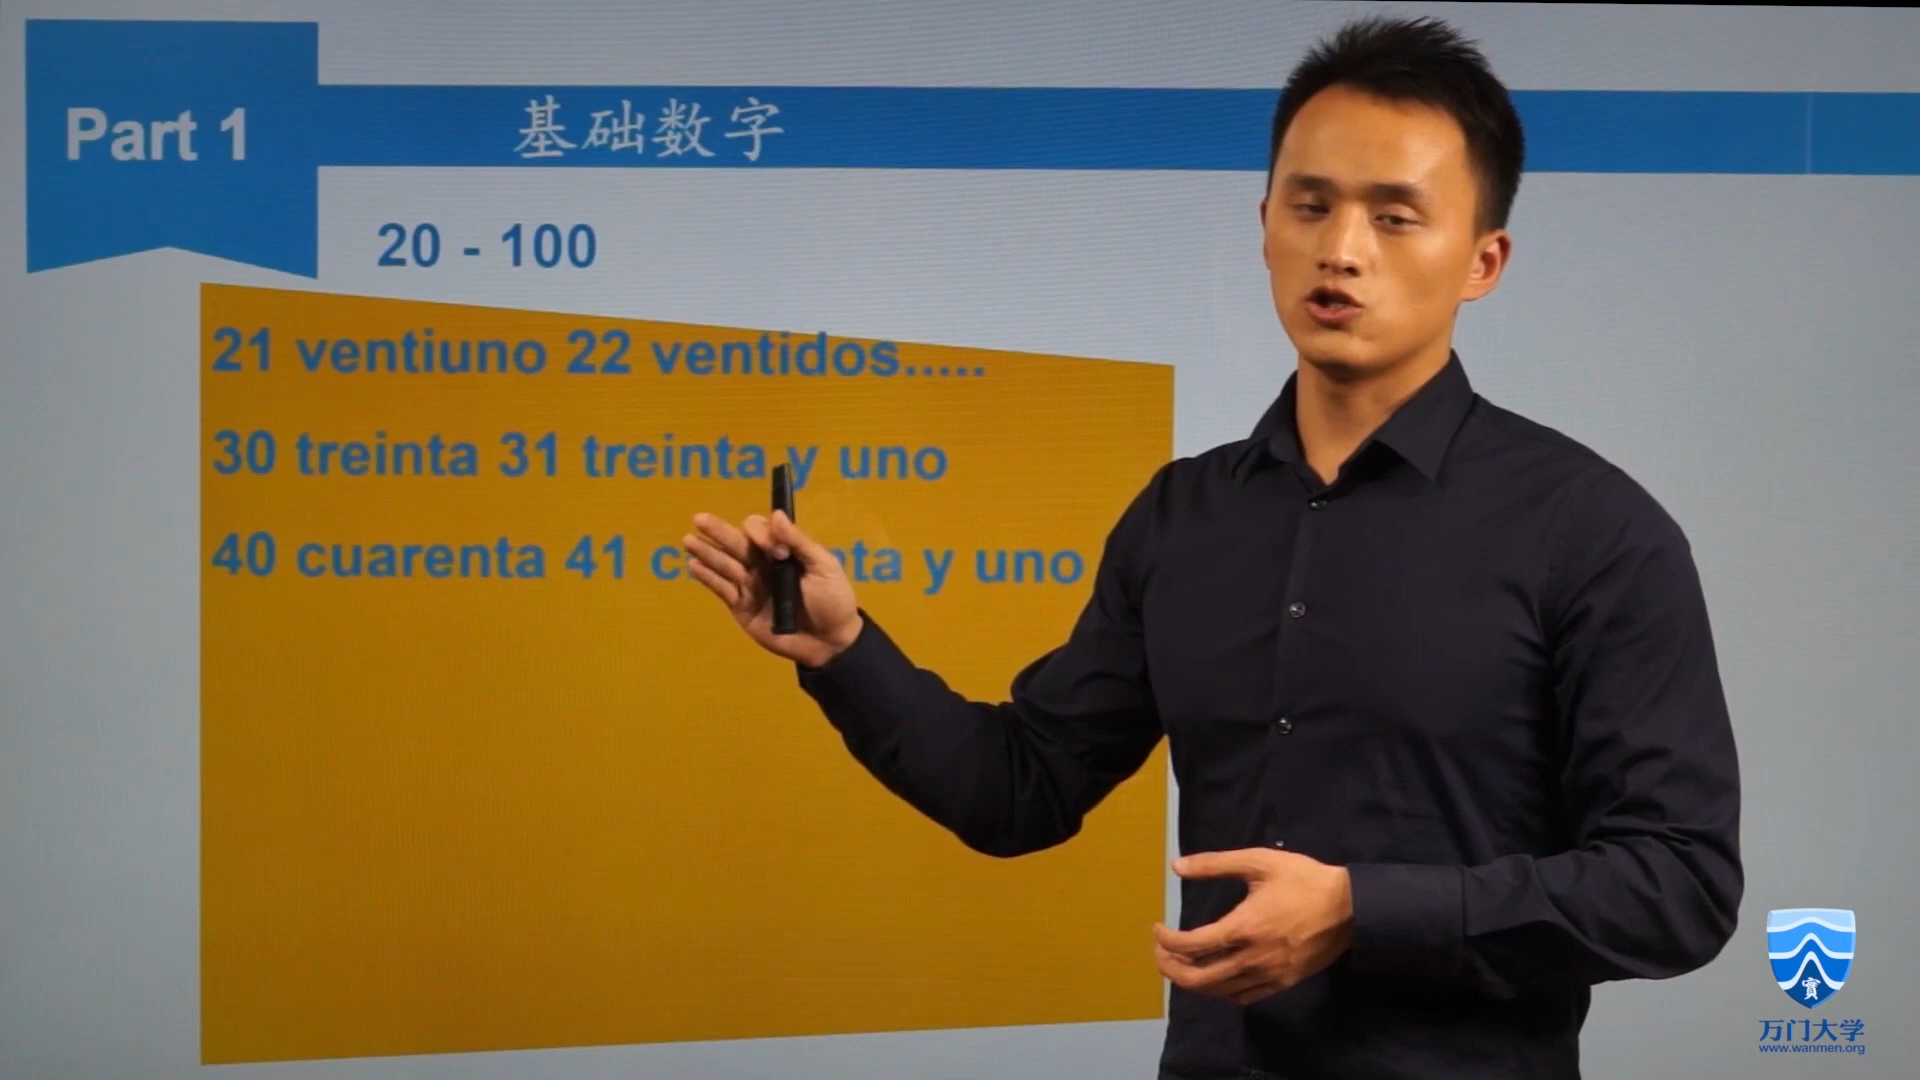 Part 1
基础数字
20 - 100
21 ventiuno 22 ventidos.....
30 treinta 31 treinta y uno
40 cuarenta 41 c nta y uno
万门大学
www.wanmen.org